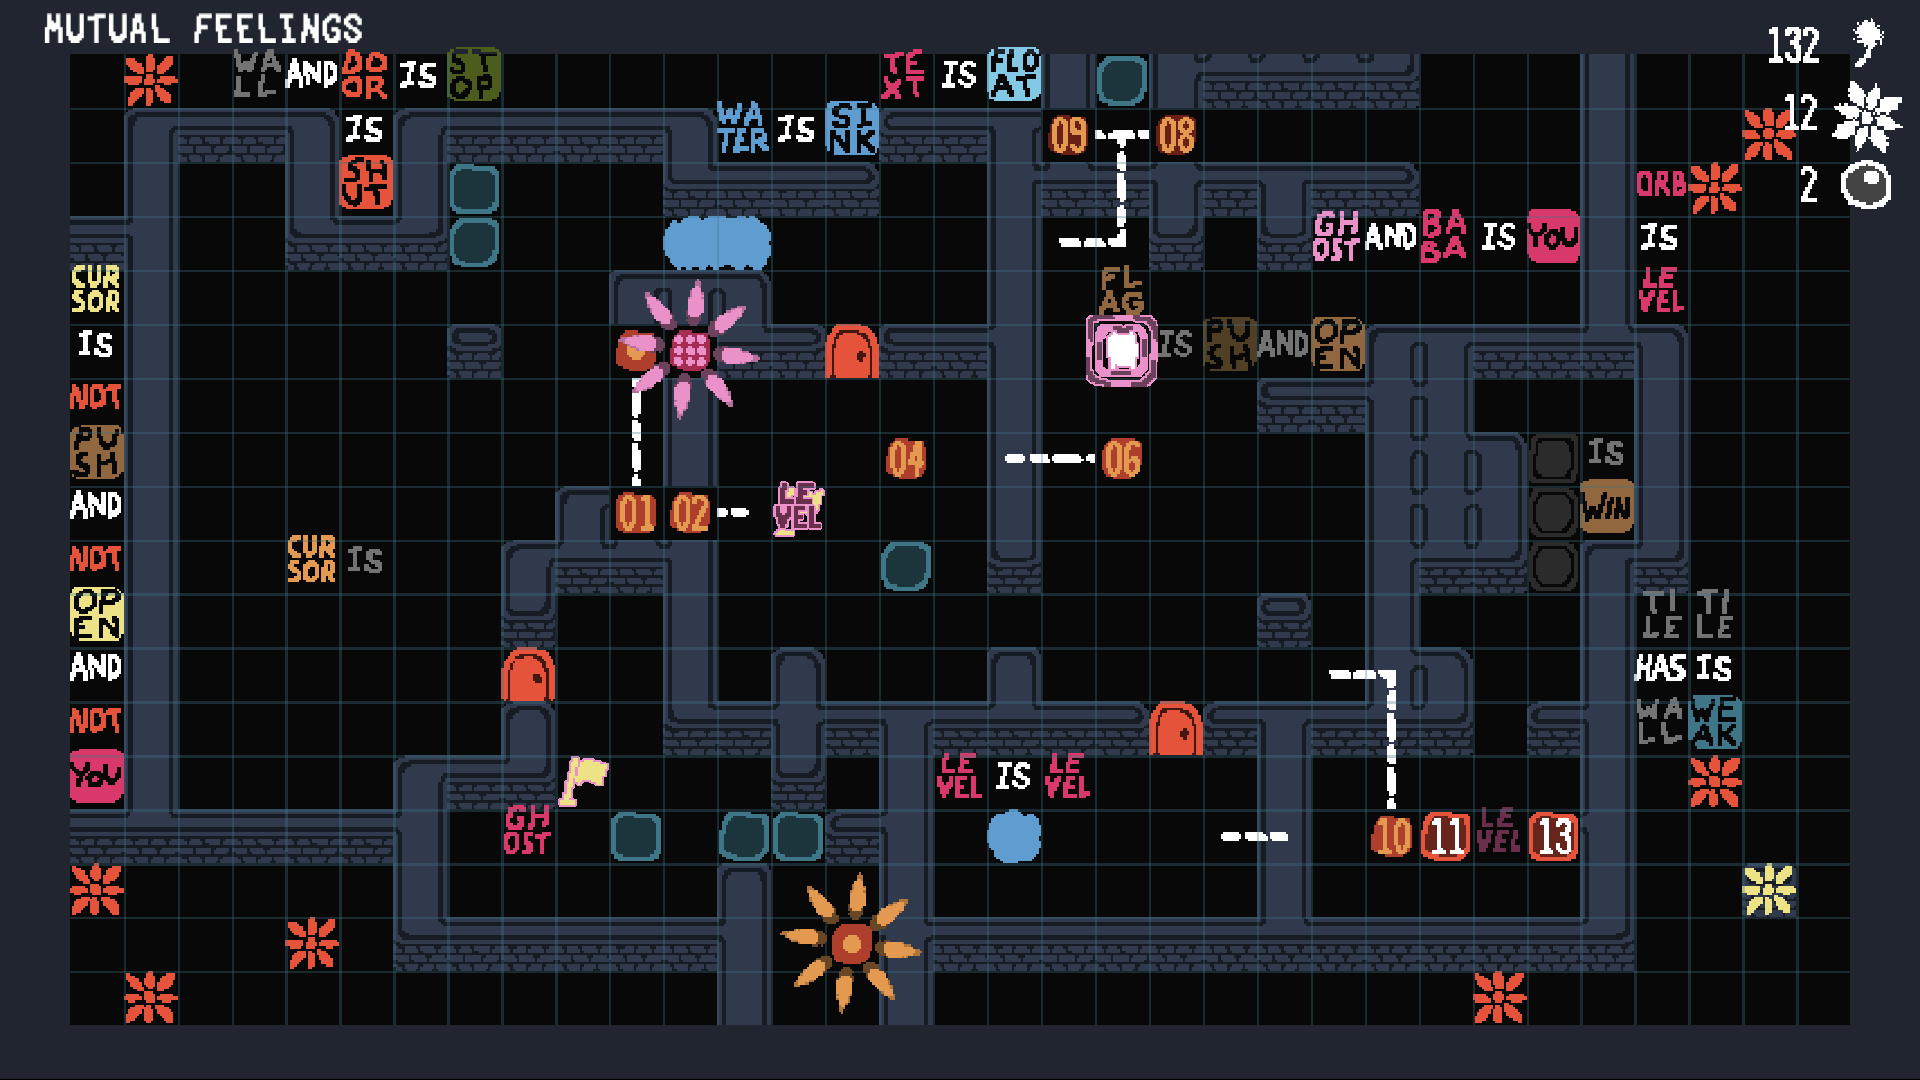 MUTUAL FEELINGS
132
WALL AND DOOR IS STOP
TEXT IS FLOAT
12
IS
WATER IS SINK
09 08
SHUT
ORB
2
GHOST AND BABA IS YOU
IS
CURSOR
FLAG
LEVEL
IS
IS PUSH AND OPEN
NOT
PUSH
04
06
IS
AND
01 02
LEVEL
WIN
NOT
CURSOR IS
OPEN
TILE TILE
AND
HAS IS
NOT
WALL WEAK
YOU
LEVEL IS LEVEL
GHOST
10 11 LEVEL 13